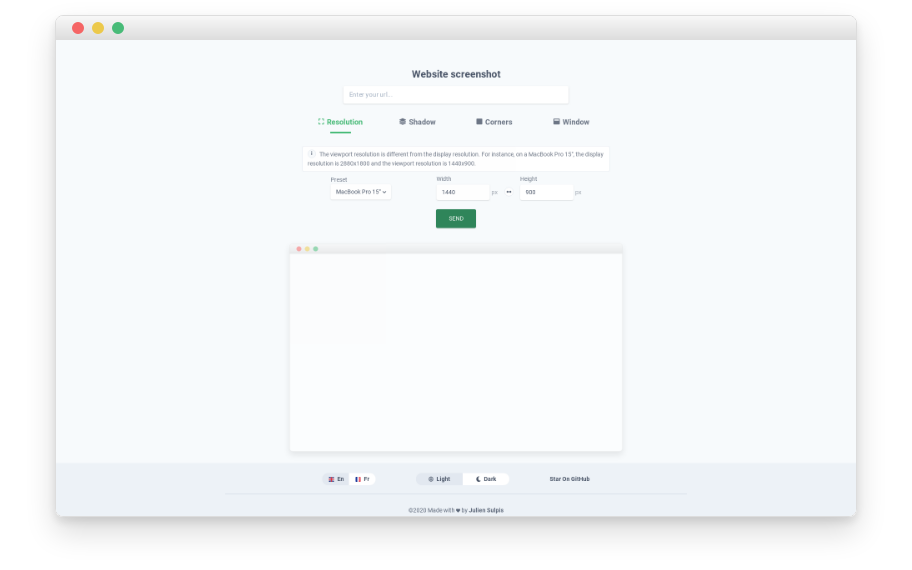 Website screenshot
Enter your url...
Resolution Shadow Corners Window
The viewport resolution is different from the display resolution. For instance, on a MacBook Pro 15", the display
resolution is 2880x1800 and the viewport resolution is 1440x900.
Preset Width Height
MacBook Pro 15" 1440 px 900 px
SEND
En Fr Light Dark Star On GitHub
©2020 Made with ♥ by Julien Sulpis